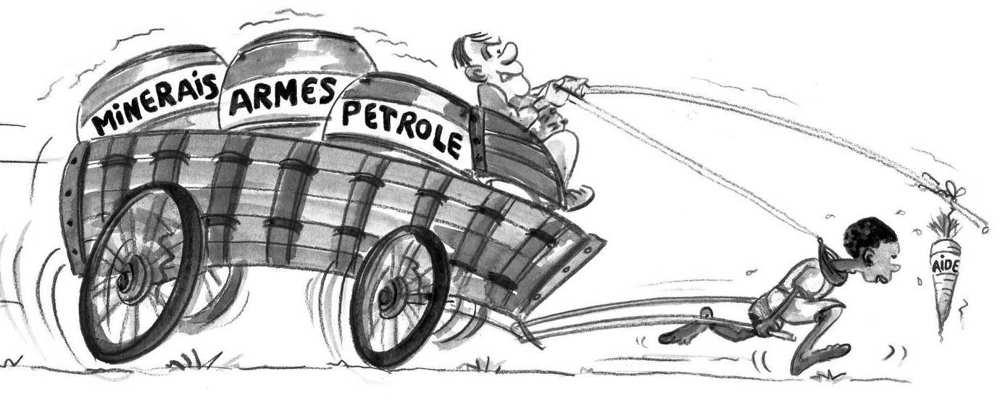 MiNERAiS
ARMES
PETROLE
AiDE